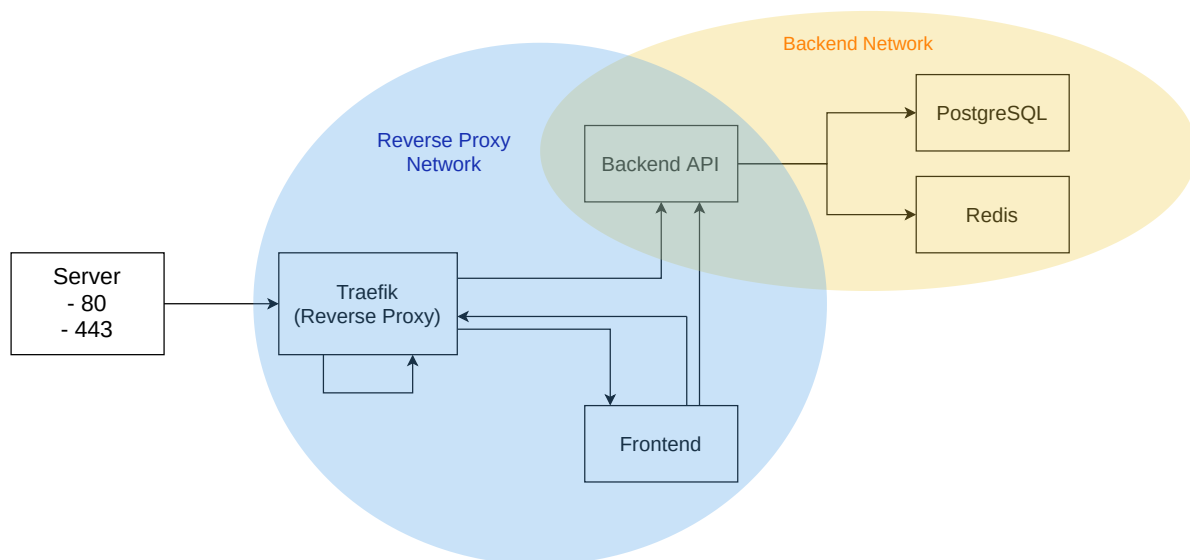 Backend Network
PostgreSQL
Reverse Proxy
Network
Backend API
Redis
Server
- 80
- 443
Traefik
(Reverse Proxy)
Frontend